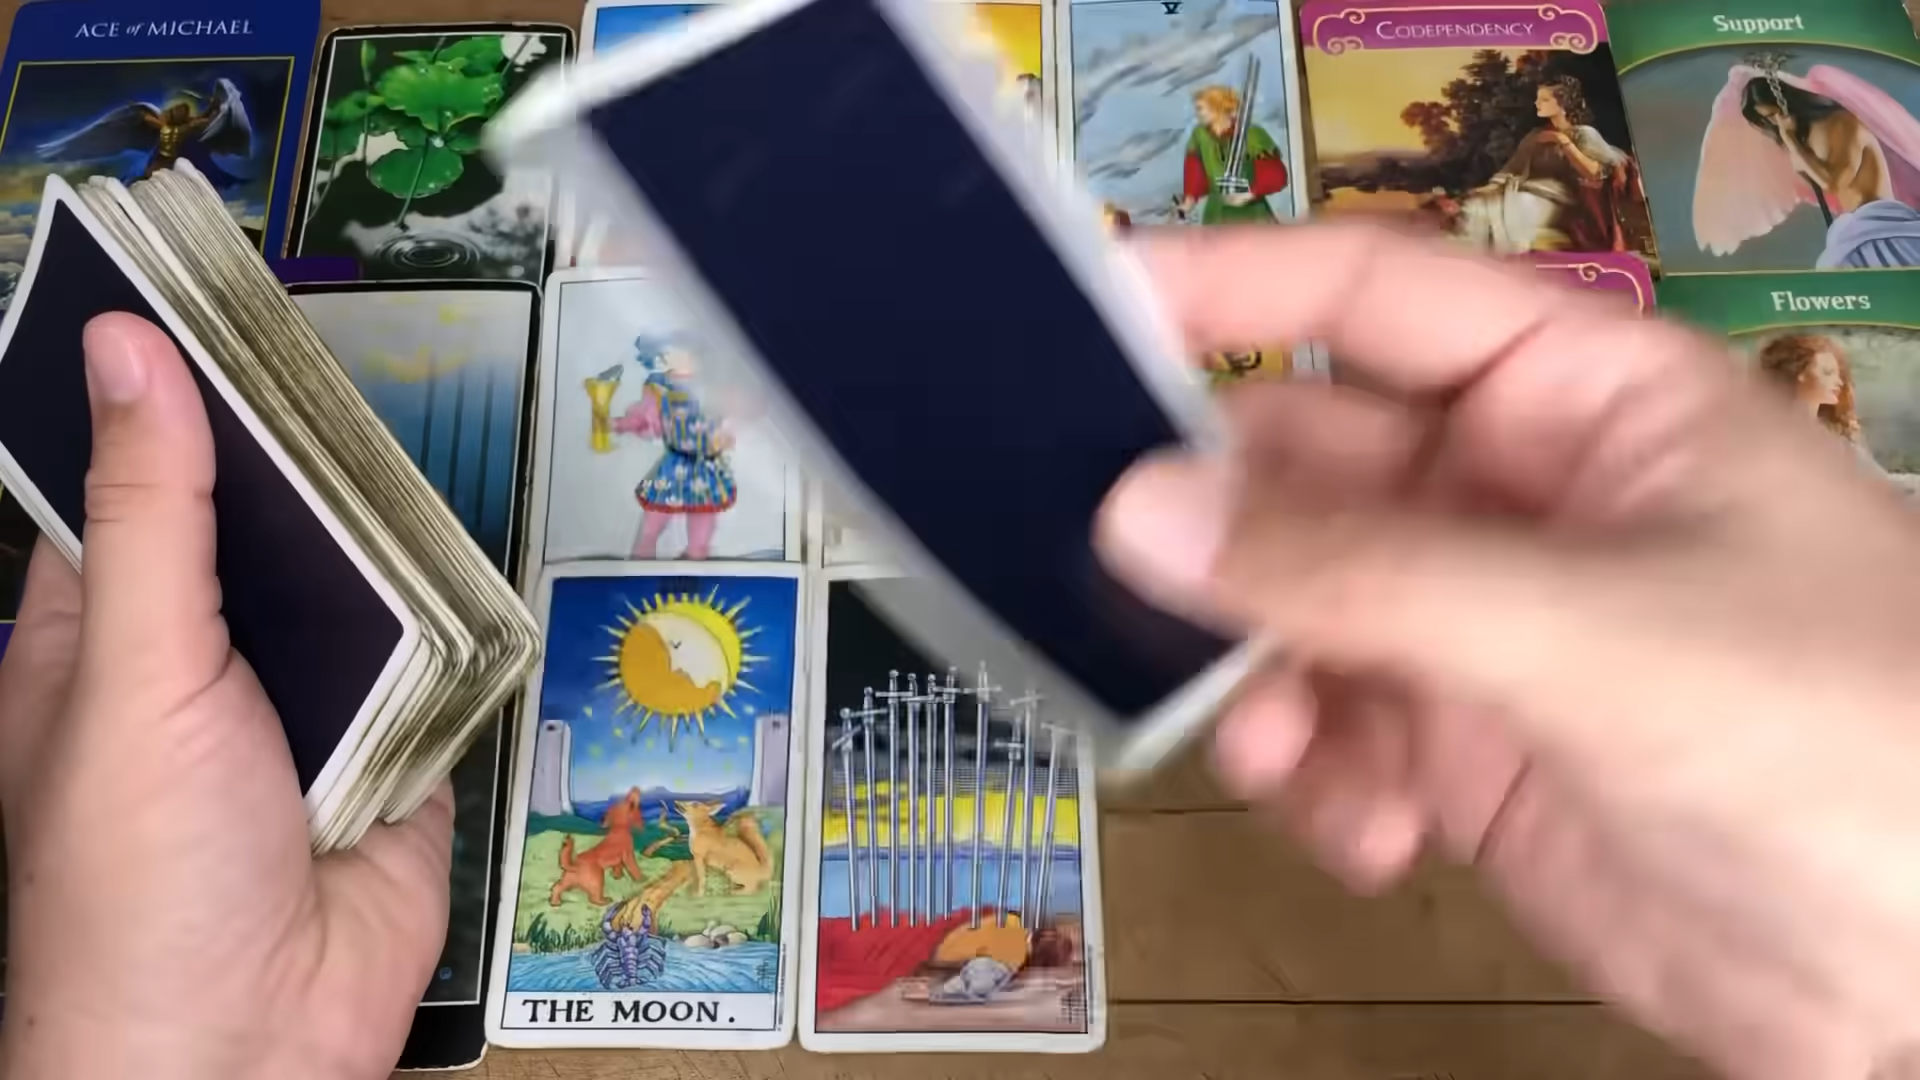 ACE of MICHAEL
V
CODEPENDENCY
Support
Flowers
THE MOON.